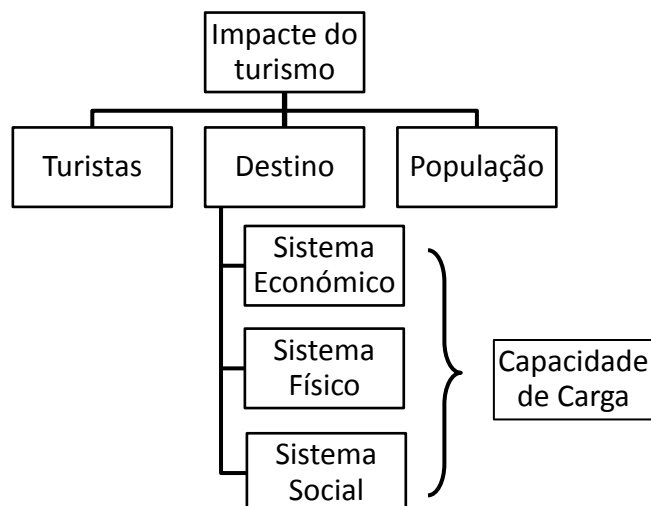 Impacte do
turismo
Turistas
Destino
População
Sistema
Económico
Sistema
Físico
Sistema
Social
Capacidade
de Carga